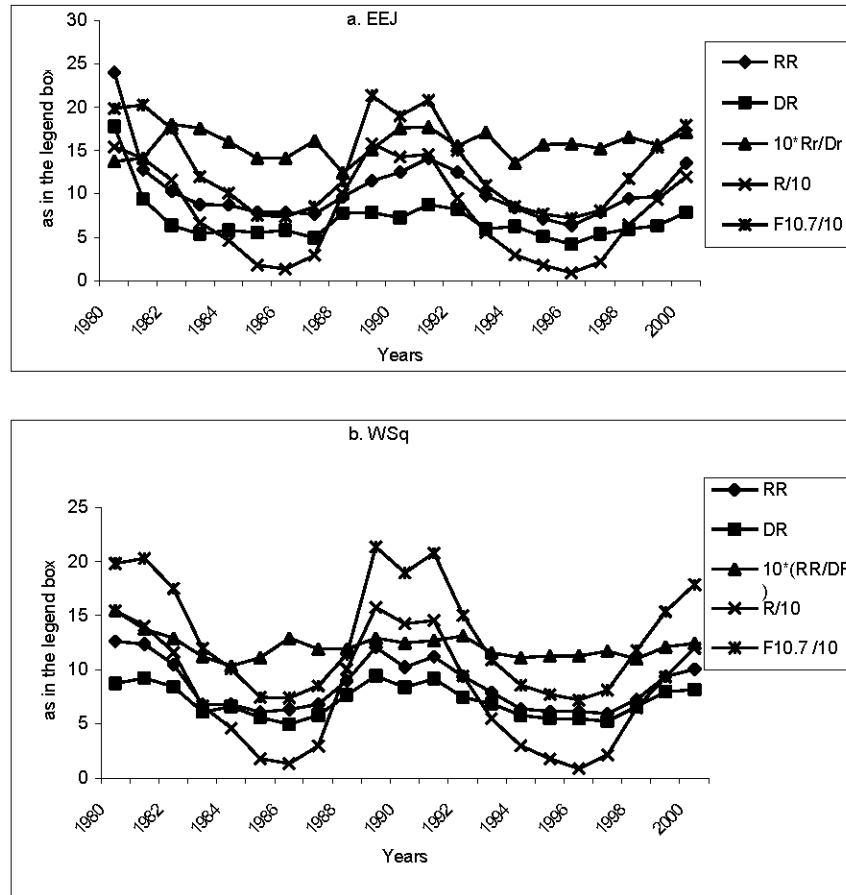 a. EEJ
30
25
20
15
10
5
0
as in the legend box
1980
1982
1984
1986
1988
1990
1992
1994
1996
1998
2000
Years
RR
DR
10*Rr/Dr
R/10
F10.7/10
b. WSq
25
20
15
10
5
0
as in the legend box
1980
1982
1984
1986
1988
1990
1992
1994
1996
1998
2000
Years
RR
DR
10*(RR/DR
)
R/10
F10.7 /10